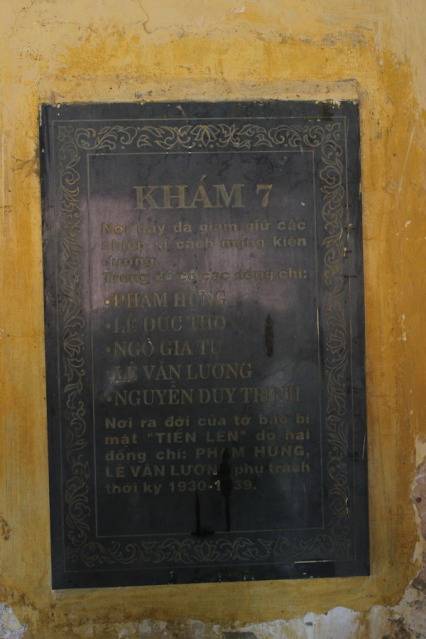 KHÁM 7
Nơi đây đã giam giữ các
chiến sĩ cách mạng kiên
cường.
Trong đó có các đồng chí:
·PHẠM HÙNG
·LÊ ĐỨC THỌ
·NGÔ GIA TỰ
·LÊ VĂN LƯƠNG
·NGUYỄN DUY TRINH
Nơi ra đời của tờ báo bí
mật "TIẾN LÊN" do hai
đồng chí: PHẠM HÙNG,
LÊ VĂN LƯƠNG phụ trách
thời kỳ 1930-1939.